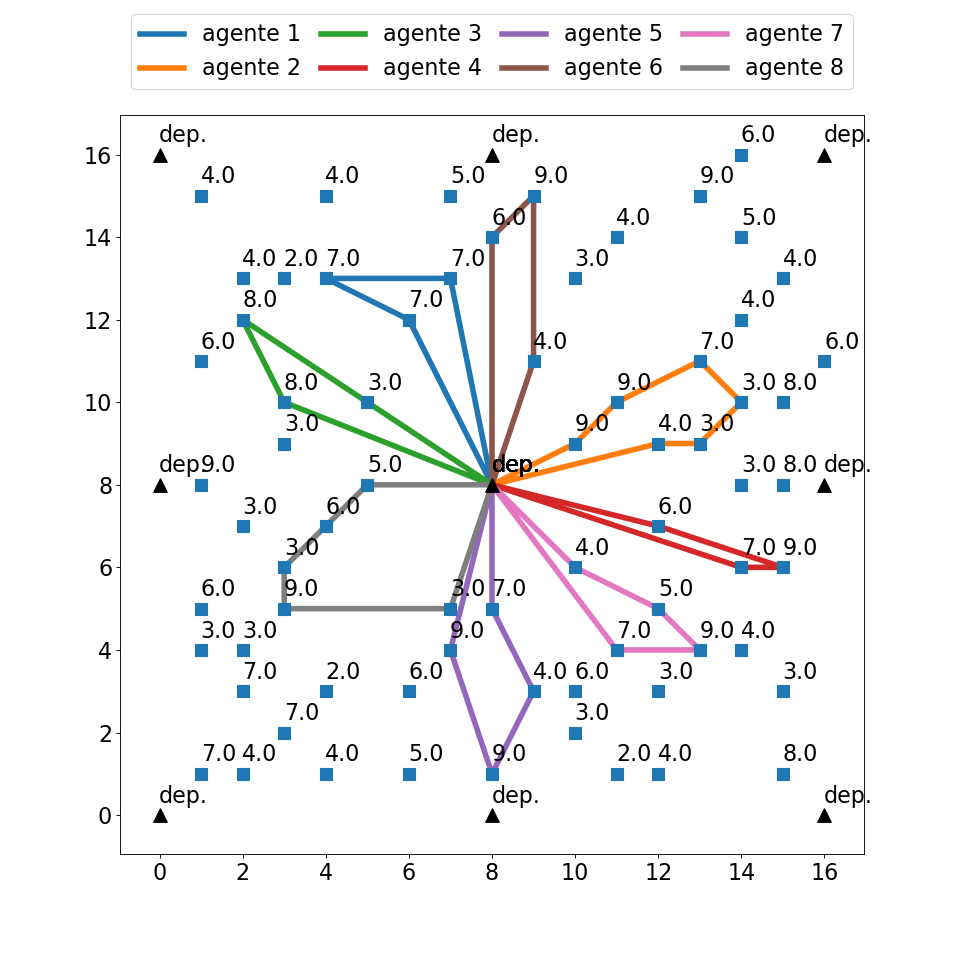 agente 1 agente 3 agente 5 agente 7
agente 2 agente 4 agente 6 agente 8
dep. dep. 6.0 dep.
16
4.0 4.0 5.0 9.0 9.0
6.0 4.0 5.0
14
4.0 2.0 7.0 7.0 3.0 4.0
8.0 7.0 4.0
12
6.0 4.0 7.0 6.0
8.0 3.0 9.0 3.0 8.0
10
3.0 9.0 4.0 3.0
dep. 9.0 5.0 dep. 3.0 8.0 dep.
8
3.0 6.0 6.0
3.0 4.0 7.0 9.0
6
6.0 9.0 3.0 7.0 5.0
3.0 3.0 9.0 7.0 9.0 4.0
4
7.0 2.0 6.0 4.0 6.0 3.0 3.0
7.0 3.0
2
7.0 4.0 4.0 5.0 9.0 2.0 4.0 8.0
dep. dep. dep.
0
0 2 4 6 8 10 12 14 16